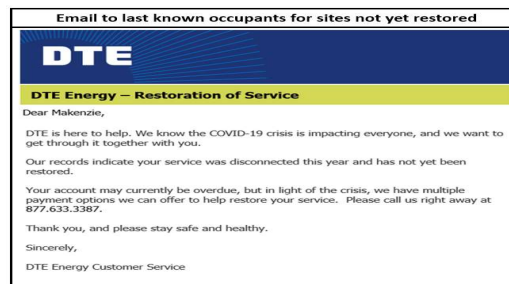 Email to last known occupants for sites not yet restored
DTE
DTE Energy – Restoration of Service
Dear Makenzie,
DTE is here to help. We know the COVID-19 crisis is impacting everyone, and we want to
get through it together with you.
Our records indicate your service was disconnected this year and has not yet been
restored.
Your account may currently be overdue, but in light of the crisis, we have multiple
payment options we can offer to help restore your service.  Please call us right away at
877.633.3387.
Thank you, and please stay safe and healthy.
Sincerely,
DTE Energy Customer Service